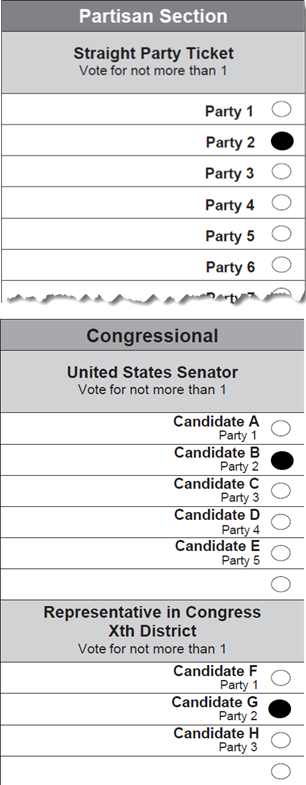 Partisan Section
Straight Party Ticket
Vote for not more than 1
Party 1
Party 2
Party 3
Party 4
Party 5
Party 6
Party 7
Congressional
United States Senator
Vote for not more than 1
Candidate A
Party 1
Candidate B
Party 2
Candidate C
Party 3
Candidate D
Party 4
Candidate E
Party 5
Representative in Congress
Xth District
Vote for not more than 1
Candidate F
Party 1
Candidate G
Party 2
Candidate H
Party 3